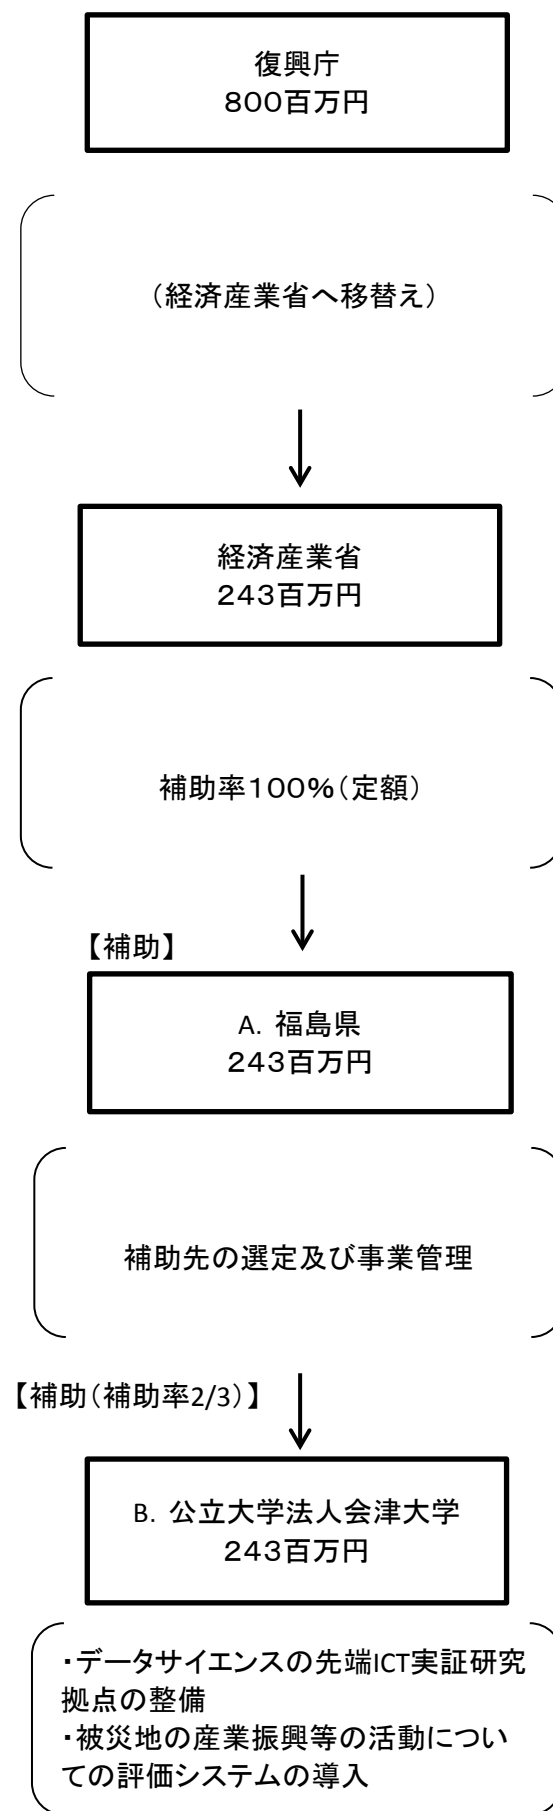 復興庁
800百万円
（経済産業省へ移替え）
経済産業省
243百万円
補助率100％（定額）
【補助】
A. 福島県
243百万円
補助先の選定及び事業管理
【補助（補助率2/3）】
B. 公立大学法人会津大学
243百万円
・データサイエンスの先端ICT実証研究
拠点の整備
・被災地の産業振興等の活動につい
ての評価システムの導入